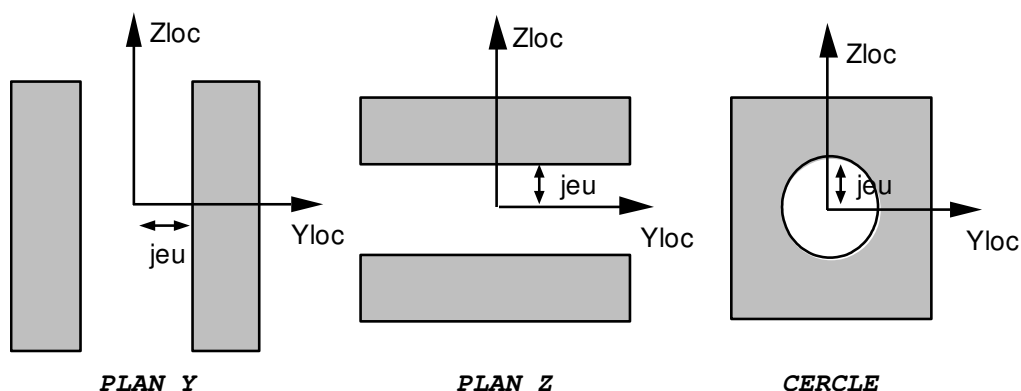 Zloc
Yloc
jeu
PLAN Y
Zloc
jeu
Yloc
PLAN Z
Zloc
jeu
Yloc
CERCLE